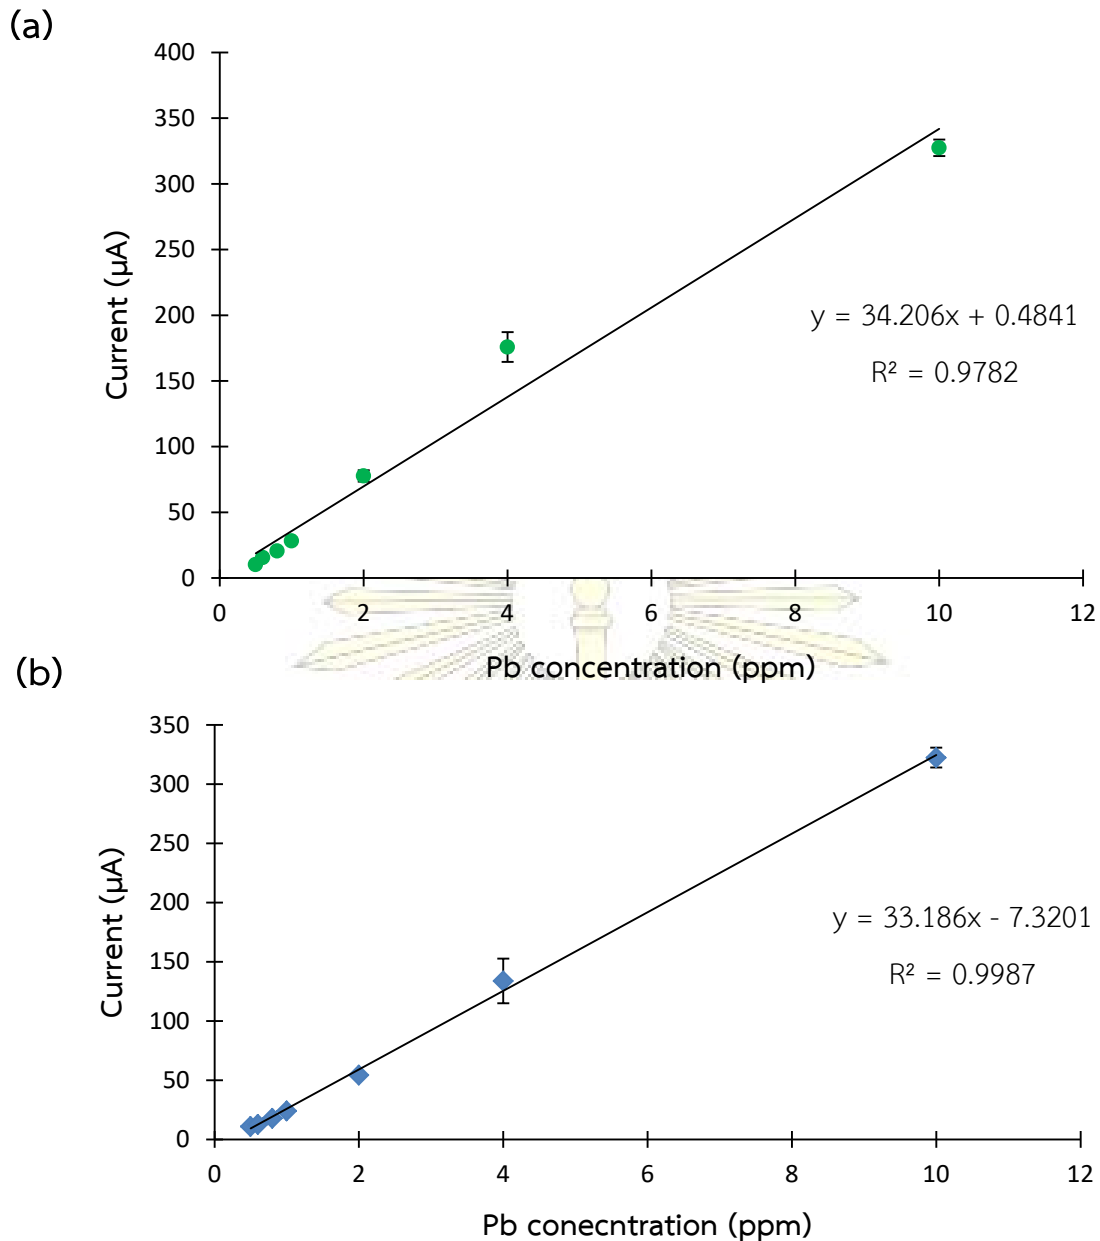 (a)
400
350
300
250
200
150
100
50
0
Current (µA)
y = 34.206x + 0.4841
R² = 0.9782
0 2 4 6 8 10 12
Pb concentration (ppm)
(b)
350
300
250
200
150
100
50
0
Current (µA)
y = 33.186x - 7.3201
R² = 0.9987
0 2 4 6 8 10 12
Pb conecntration (ppm)